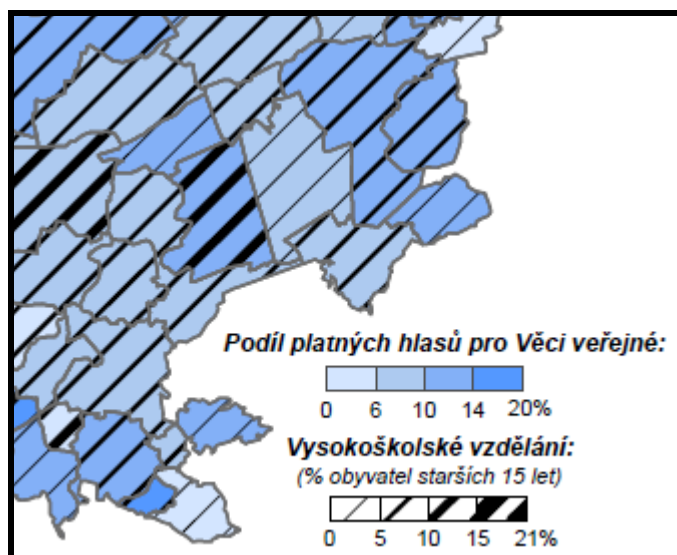 Podíl platných hlasů pro Věci veřejné:
0 6 10 14 20%
Vysokoškolské vzdělání:
(% obyvatel starších 15 let)
0 5 10 15 21%